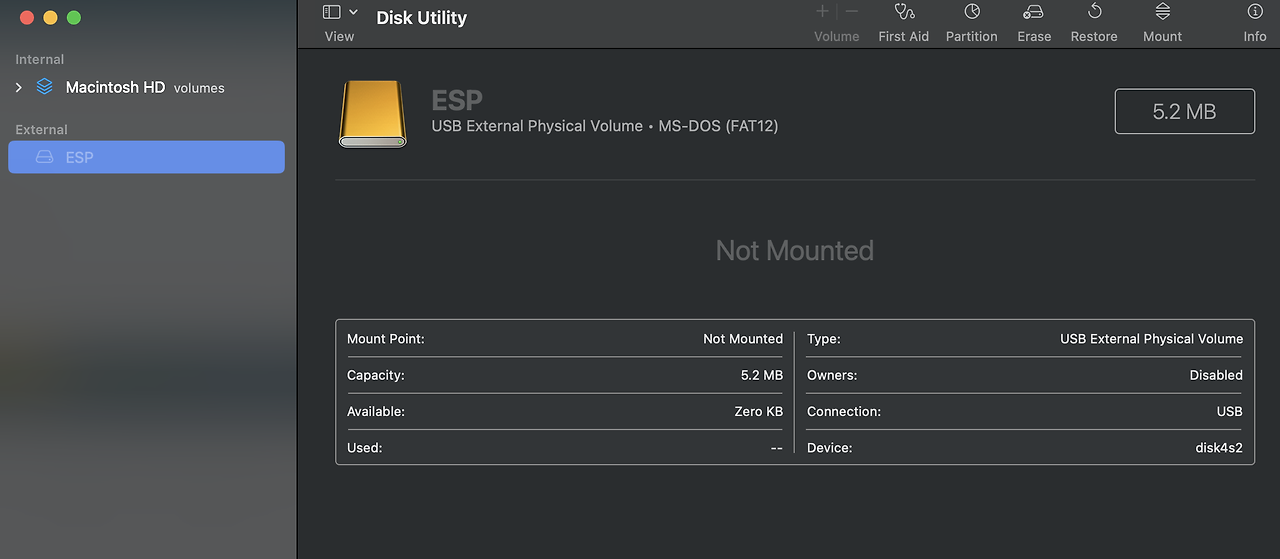 Disk Utility
View
Volume
First Aid
Partition
Erase
Restore
Mount
Info
Internal
Macintosh HD volumes
External
ESP
ESP
USB External Physical Volume • MS-DOS (FAT12)
5.2 MB
Not Mounted
Mount Point: Not Mounted
Capacity: 5.2 MB
Available: Zero KB
Used: --
Type: USB External Physical Volume
Owners: Disabled
Connection: USB
Device: disk4s2